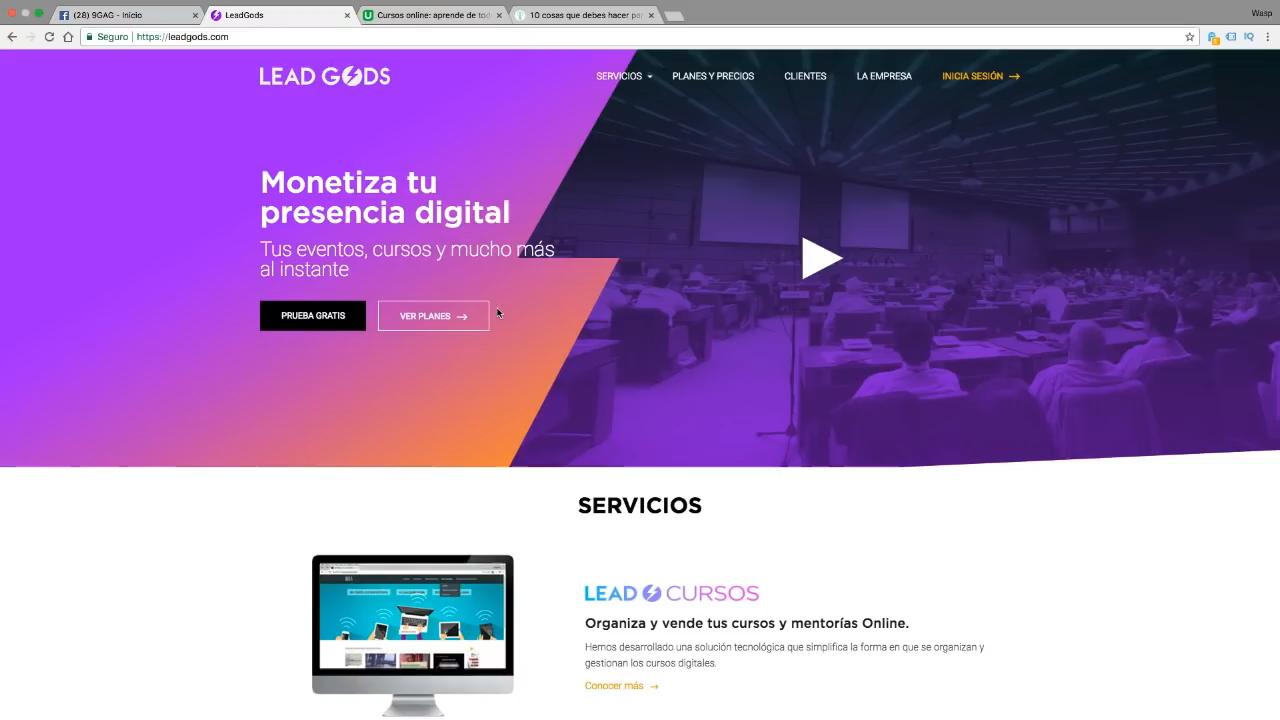 (28) 9GAG - Inicio
LeadGods
Cursos online: aprende de tod
10 cosas que debes hacer par
Wasp
Seguro | https://leadgods.com
LEAD GODS
SERVICIOS
PLANES Y PRECIOS
CLIENTES
LA EMPRESA
INICIA SESIÓN →
Monetiza tu
presencia digital
Tus eventos, cursos y mucho más
al instante
PRUEBA GRATIS
VER PLANES →
SERVICIOS
LEAD CURSOS
Organiza y vende tus cursos y mentorías Online.
Hemos desarrollado una solución tecnológica que simplifica la forma en que se organizan y
gestionan los cursos digitales.
Conocer más →